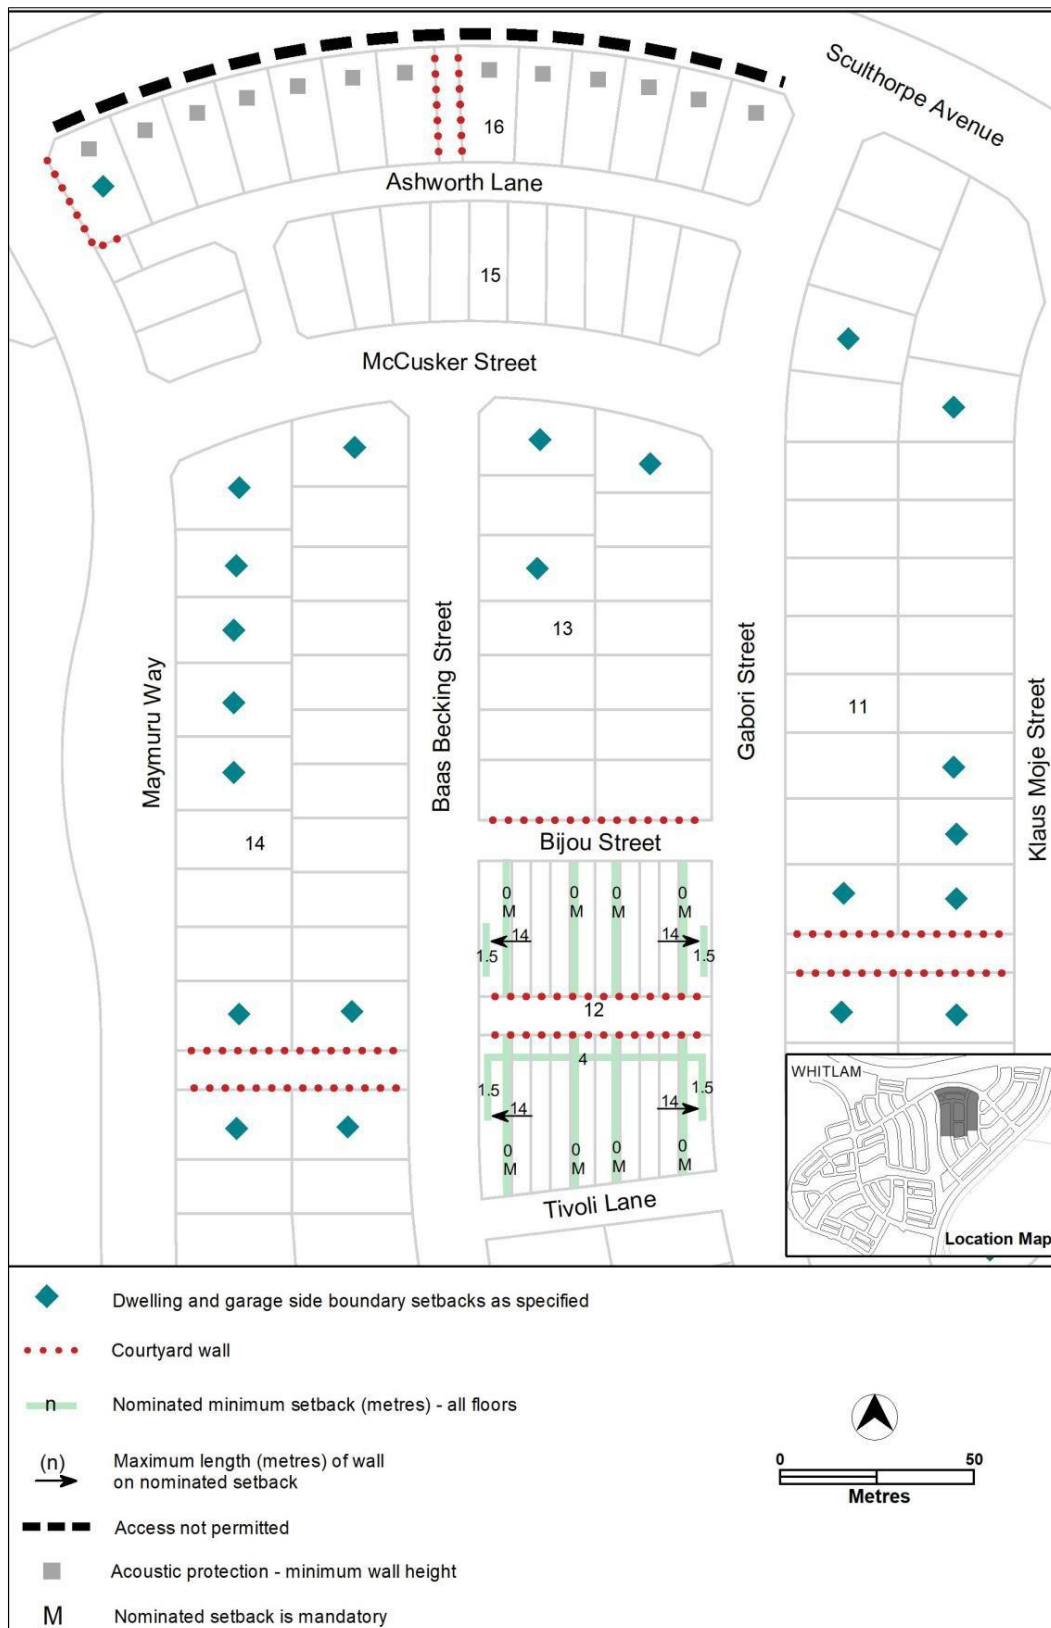 Sculthorpe Avenue
16
Ashworth Lane
15
McCusker Street
Maymuru Way
Baas Becking Street
13
Gabori Street
11
Klaus Moje Street
14
Bijou Street
0 0 0 0
M M M M
14 14
1.5 1.5
12
4
1.5 1.5
14 14
0 0 0 0
M M M M
Tivoli Lane
WHITLAM
Location Map
Dwelling and garage side boundary setbacks as specified
Courtyard wall
n Nominated minimum setback (metres) - all floors
(n) Maximum length (metres) of wall
on nominated setback
0 50
Metres
Access not permitted
Acoustic protection - minimum wall height
M Nominated setback is mandatory